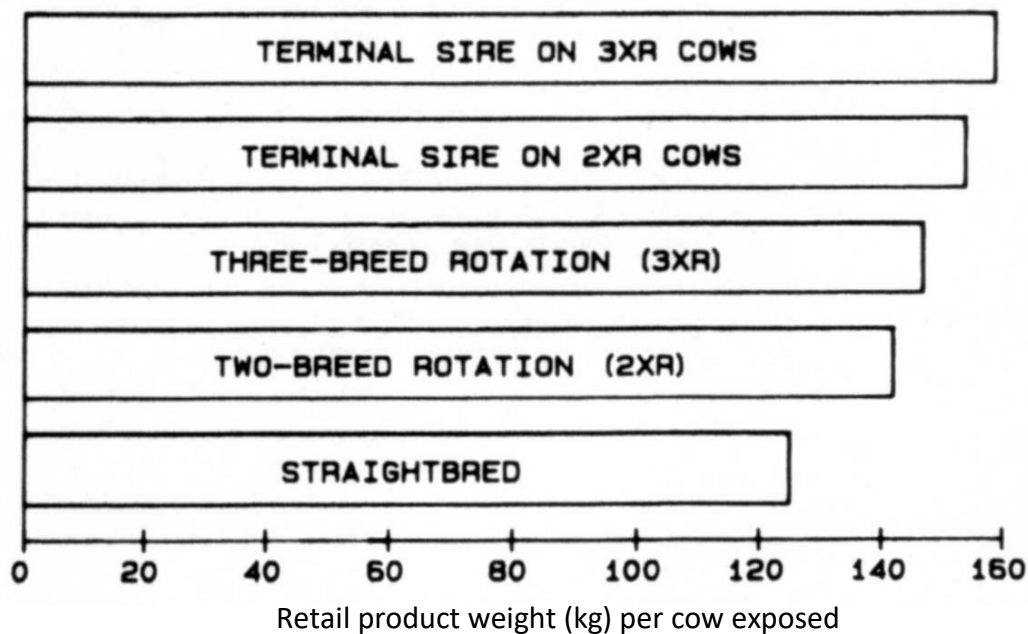 TERMINAL SIRE ON 3XR COWS
TERMINAL SIRE ON 2XR COWS
THREE-BREED ROTATION (3XR)
TWO-BREED ROTATION (2XR)
STRAIGHTBRED
0 20 40 60 80 100 120 140 160
Retail product weight (kg) per cow exposed